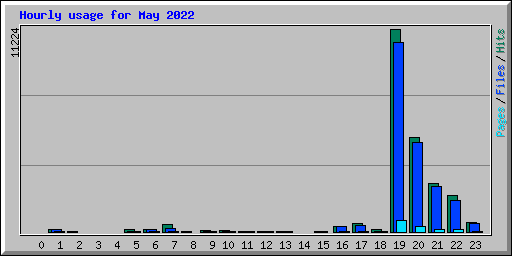 Hourly usage for May 2022
11224
Pages/Files/Hits
0 1 2 3 4 5 6 7 8 9 10 11 12 13 14 15 16 17 18 19 20 21 22 23